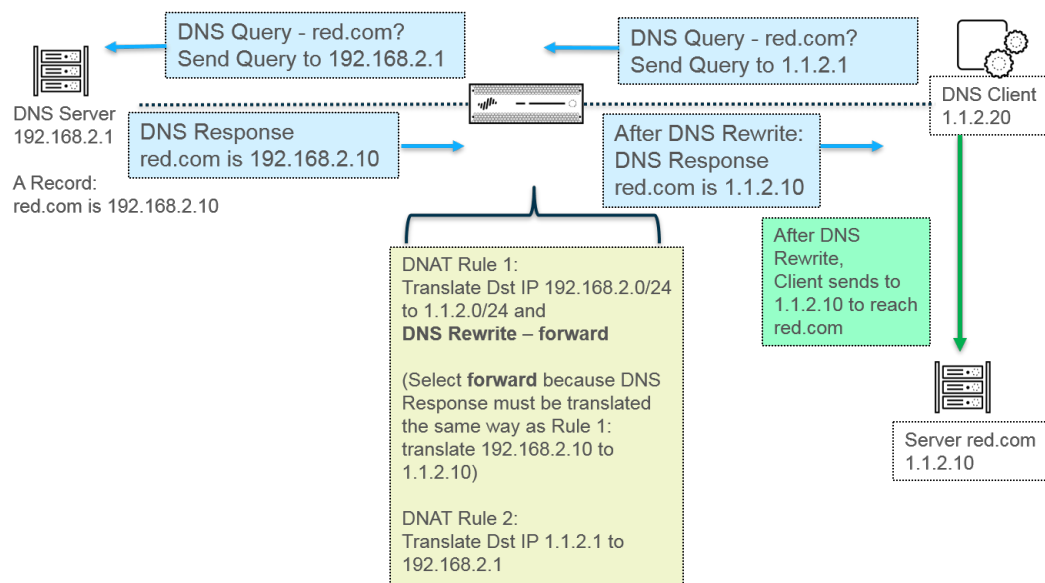 DNS Query - red.com?
Send Query to 192.168.2.1
DNS Query - red.com?
Send Query to 1.1.2.1
DNS Server
192.168.2.1
DNS Client
1.1.2.20
DNS Response
red.com is 192.168.2.10
After DNS Rewrite:
DNS Response
red.com is 1.1.2.10
A Record:
red.com is 192.168.2.10
After DNS
Rewrite,
Client sends to
1.1.2.10 to reach
red.com
DNAT Rule 1:
Translate Dst IP 192.168.2.0/24
to 1.1.2.0/24 and
DNS Rewrite – forward
(Select forward because DNS
Response must be translated
the same way as Rule 1:
translate 192.168.2.10 to
1.1.2.10)
DNAT Rule 2:
Translate Dst IP 1.1.2.1 to
192.168.2.1
Server red.com
1.1.2.10